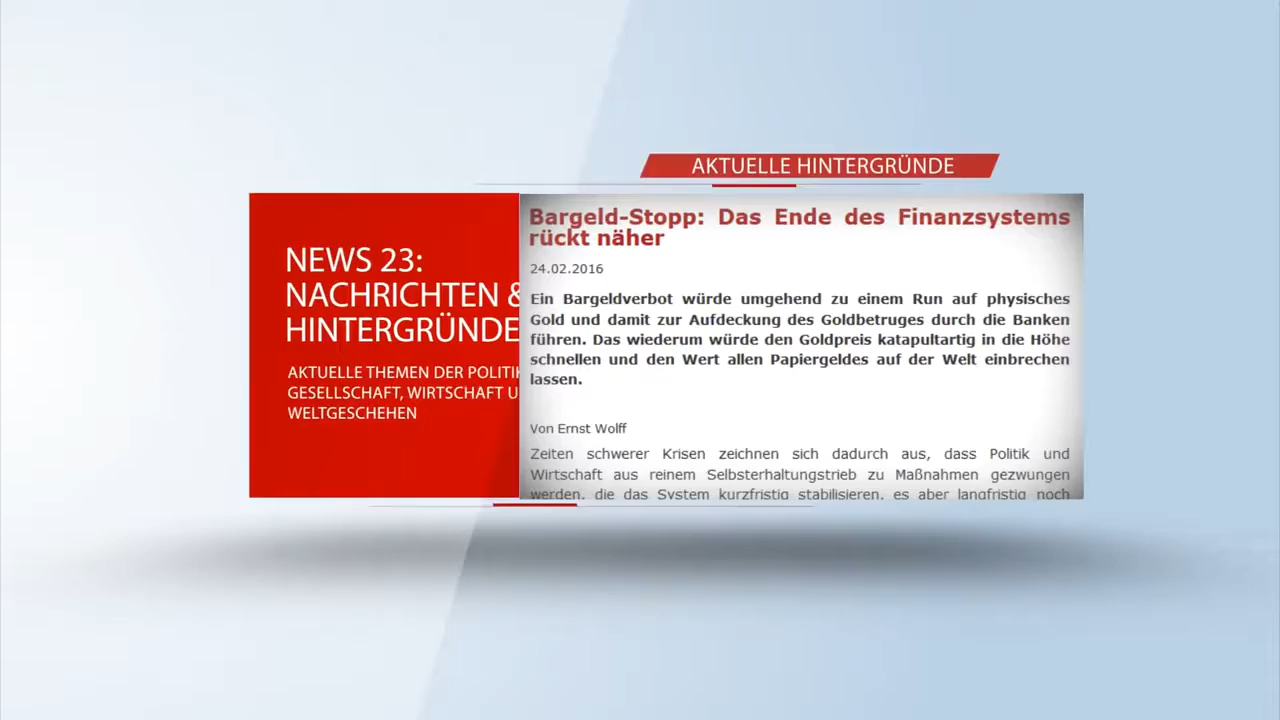 AKTUELLE HINTERGRÜNDE
NEWS 23:
NACHRICHTEN &
HINTERGRÜNDE
AKTUELLE THEMEN DER POLITIK
GESELLSCHAFT, WIRTSCHAFT U
WELTGESCHEHEN
Bargeld-Stopp: Das Ende des Finanzsystems
rückt näher
24.02.2016
Ein Bargeldverbot würde umgehend zu einem Run auf physisches
Gold und damit zur Aufdeckung des Goldbetruges durch die Banken
führen. Das wiederum würde den Goldpreis katapultartig in die Höhe
schnellen und den Wert allen Papiergeldes auf der Welt einbrechen
lassen.
Von Ernst Wolff
Zeiten schwerer Krisen zeichnen sich dadurch aus, dass Politik und
Wirtschaft aus reinem Selbsterhaltungstrieb zu Maßnahmen gezwungen
werden, die das System kurzfristig stabilisieren, es aber langfristig noch